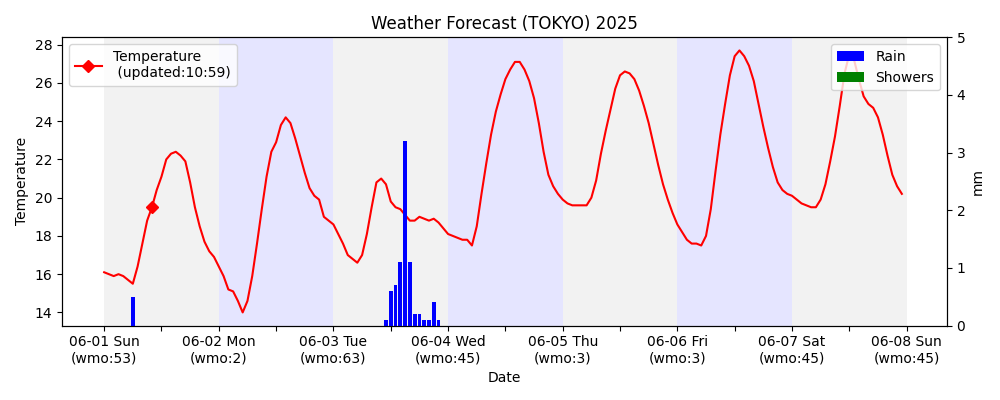 Weather Forecast (TOKYO) 2025
Temperature
(updated:10:59)
Rain
Showers
Temperature
28
26
24
22
20
18
16
14
5
4
3
2
1
0
mm
06-01 Sun
(wmo:53)
06-02 Mon
(wmo:2)
06-03 Tue
(wmo:63)
06-04 Wed
(wmo:45)
06-05 Thu
(wmo:3)
06-06 Fri
(wmo:3)
06-07 Sat
(wmo:45)
06-08 Sun
(wmo:45)
Date